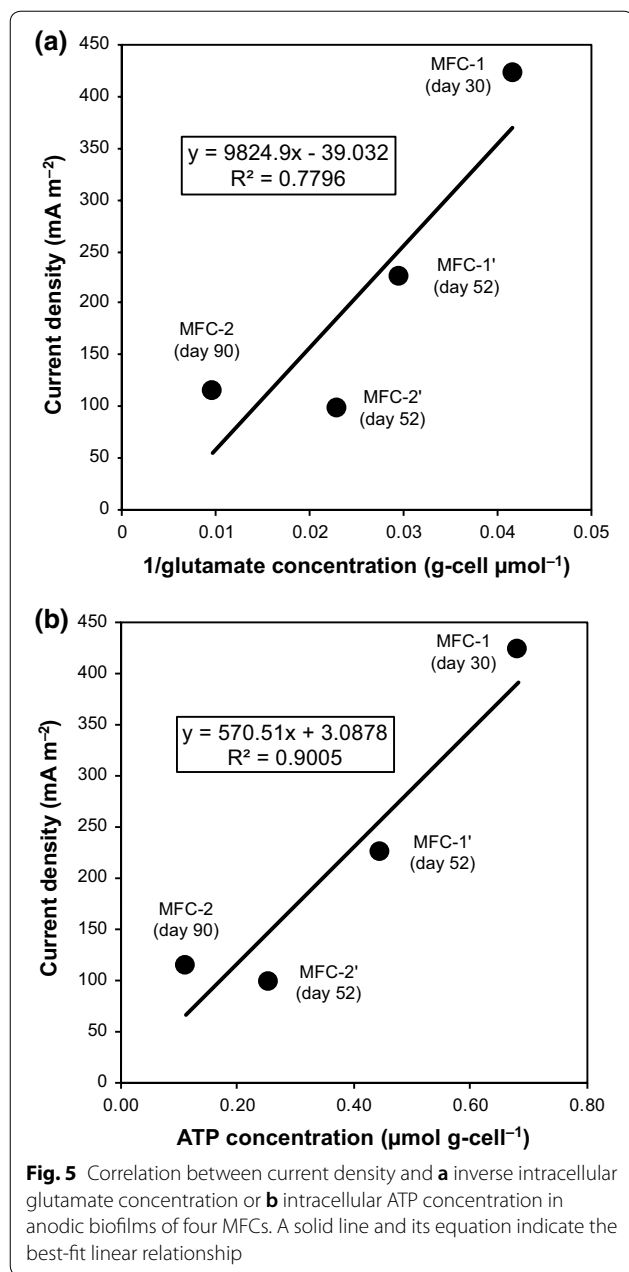 (a)
450
400
350
300
250
200
150
100
50
0
Current density (mA m⁻²)
y = 9824.9x - 39.032
R² = 0.7796
MFC-1
(day 30)
MFC-1'
(day 52)
MFC-2
(day 90)
MFC-2'
(day 52)
0 0.01 0.02 0.03 0.04 0.05
1/glutamate concentration (g-cell µmol⁻¹)
(b)
450
400
350
300
250
200
150
100
50
0
Current density (mA m⁻²)
y = 570.51x + 3.0878
R² = 0.9005
MFC-1
(day 30)
MFC-1'
(day 52)
MFC-2
(day 90)
MFC-2'
(day 52)
0.00 0.20 0.40 0.60 0.80
ATP concentration (µmol g-cell⁻¹)
Fig. 5 Correlation between current density and a inverse intracellular
glutamate concentration or b intracellular ATP concentration in
anodic biofilms of four MFCs. A solid line and its equation indicate the
best-fit linear relationship